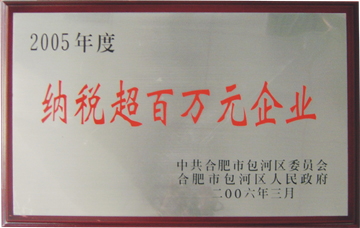 2005年度
纳税超百万元企业
中共合肥市包河区委员会
合肥市包河区人民政府
二00六年三月